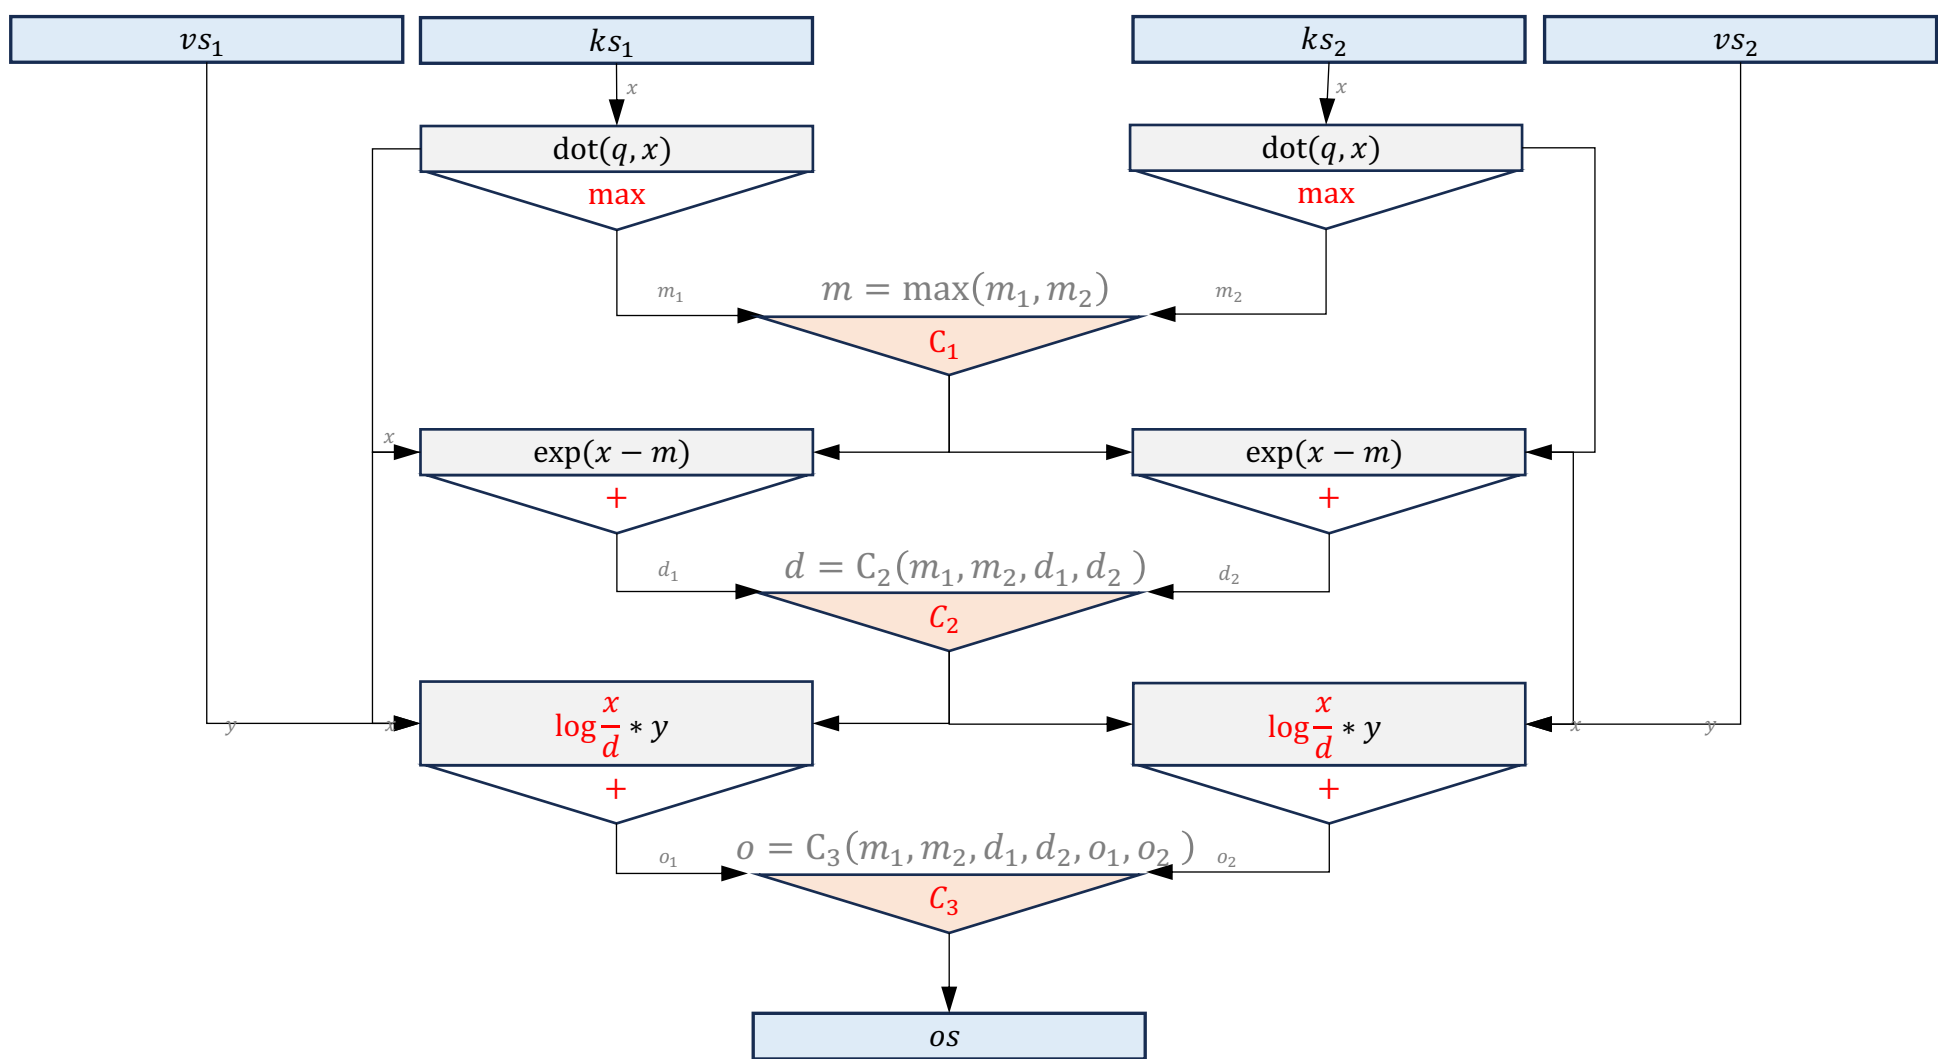 vs₁ ks₁ ks₂ vs₂
x x
dot(q, x) dot(q, x)
max max
m = max(m₁, m₂)
m₁ m₂
C₁
x
exp(x − m) exp(x − m)
+ +
d = C₂(m₁, m₂, d₁, d₂ )
d₁ d₂
C₂
log x/d * y log x/d * y
y x x y
+ +
o = C₃(m₁, m₂, d₁, d₂, o₁, o₂ )
o₁ o₂
C₃
os